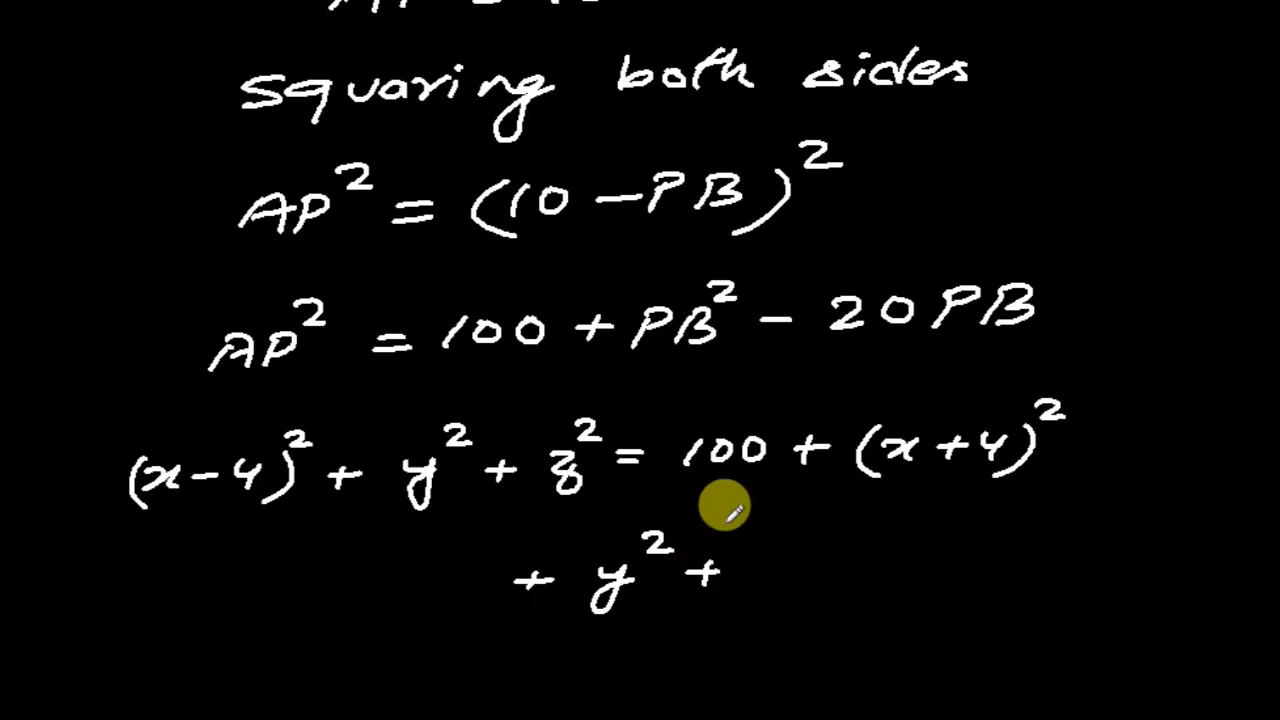 squaring both sides
AP² = (10 - PB)²
AP² = 100 + PB² - 20PB
(x-4)² + y² + z² = 100 + (x+4)²
+ y² +